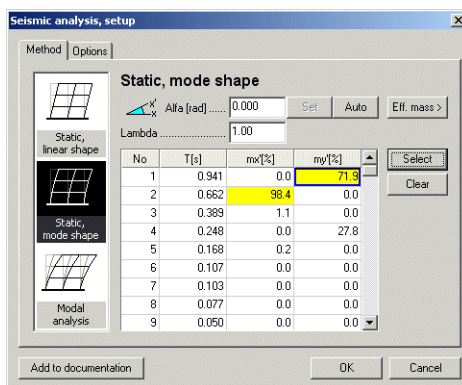 Seismic analysis, setup
Method Options
Static, mode shape
x'
x
Alfa [rad] ...... 0.000 Set Auto Eff. mass >
Lambda .................. 1.00
Static,
linear shape
Static,
mode shape
Modal
analysis
No T[s] mx'[%] my'[%]
1 0.941 0.0 71.9
2 0.662 98.4 0.0
3 0.389 1.1 0.0
4 0.248 0.0 27.8
5 0.168 0.2 0.0
6 0.107 0.0 0.0
7 0.103 0.0 0.0
8 0.077 0.0 0.0
9 0.050 0.0 0.0
Select
Clear
Add to documentation OK Cancel